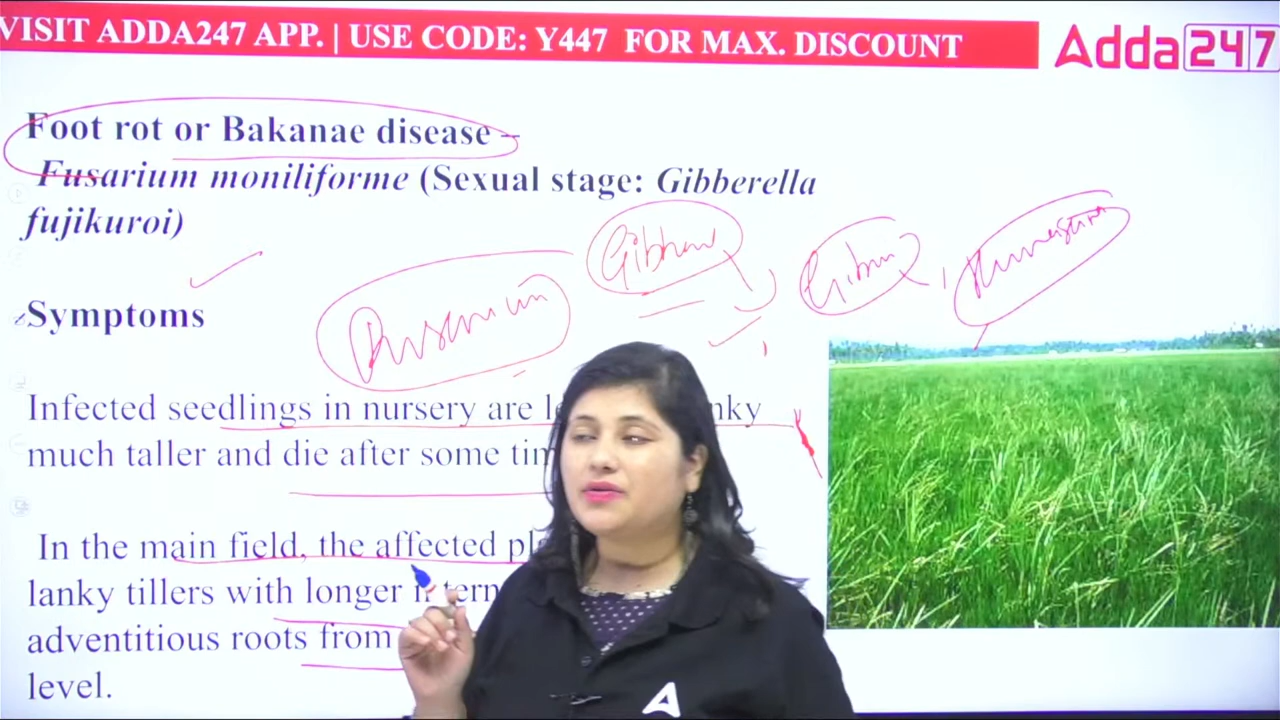 VISIT ADDA247 APP. | USE CODE: Y447 FOR MAX. DISCOUNT
Adda247
Foot rot or Bakanae disease –
Fusarium moniliforme (Sexual stage: Gibberella
fujikuroi)
Symptoms
Infected seedlings in nursery are
much taller and die after some
In the main field, the affected
lanky tillers with longer
adventitious roots from
level.